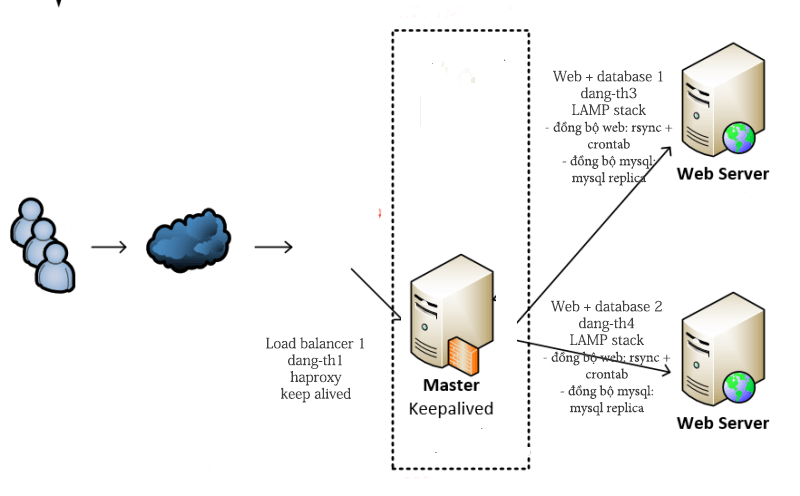 Web + database 1
dang-th3
LAMP stack
- đồng bộ web: rsync +
crontab
- đồng bộ mysql:
mysql replica
Web Server
Load balancer 1
dang-th1
haproxy
keep alived
Master
Keepalived
Web + database 2
dang-th4
LAMP stack
- đồng bộ web: rsync +
crontab
- đồng bộ mysql:
mysql replica
Web Server